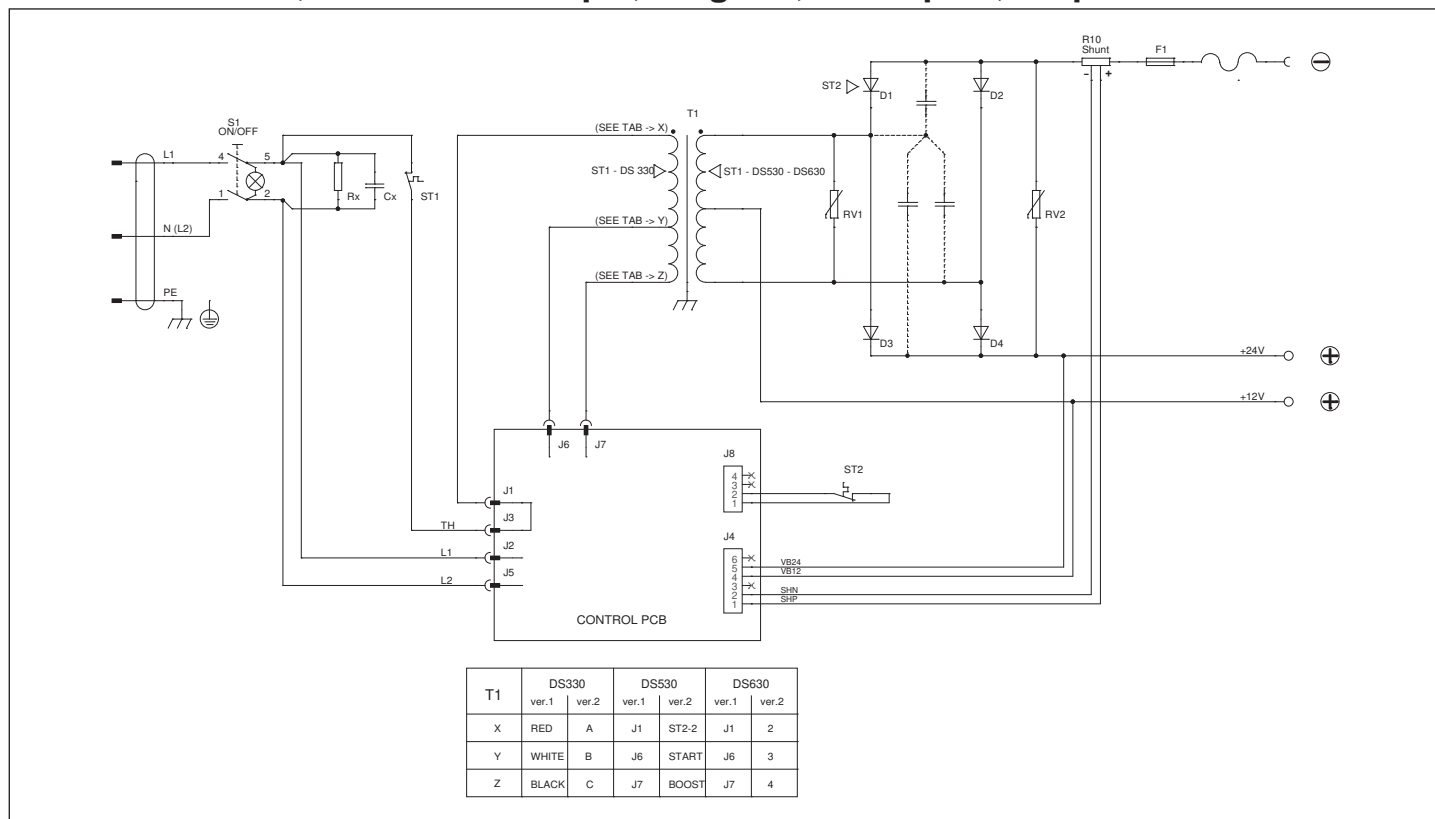 R10
Shunt
F1
- +
ST2
D1
D2
T1
S1
ON/OFF
(SEE TAB -> X)
L1
4
5
ST1 - DS 330
ST1 - DS530 - DS630
1
2
Rx
Cx
ST1
RV1
RV2
N (L2)
(SEE TAB -> Y)
(SEE TAB -> Z)
PE
D3
D4
+24V
+12V
J6
J7
J8
4
3
2
1
ST2
J1
J3
TH
J2
L1
J5
L2
J4
6
5
4
3
2
1
VB24
VB12
SHN
SHP
CONTROL PCB
T1 DS330 DS530 DS630
ver.1 ver.2 ver.1 ver.2 ver.1 ver.2
X RED A J1 ST2-2 J1 2
Y WHITE B J6 START J6 3
Z BLACK C J7 BOOST J7 4